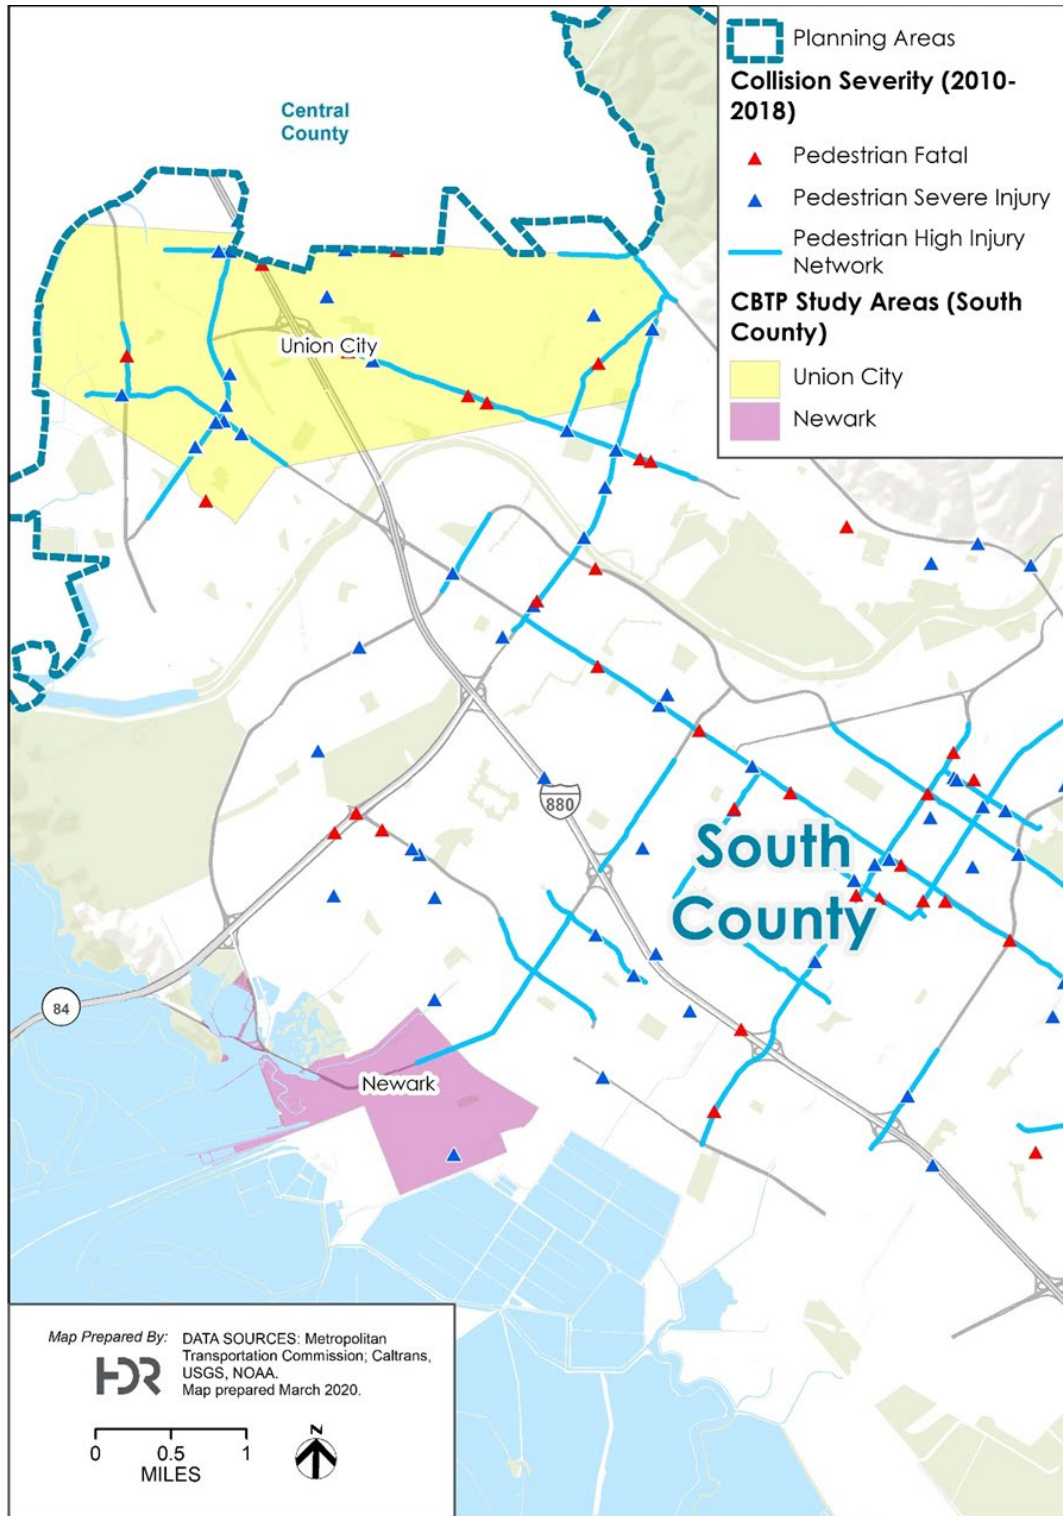 Planning Areas
Collision Severity (2010-
2018)
Pedestrian Fatal
Pedestrian Severe Injury
Pedestrian High Injury
Network
CBTP Study Areas (South
County)
Union City
Newark
Central
County
Union City
880
South
County
84
Newark
Map Prepared By:
HDR
DATA SOURCES: Metropolitan
Transportation Commission; Caltrans,
USGS, NOAA.
Map prepared March 2020.
0 0.5 1
MILES
N